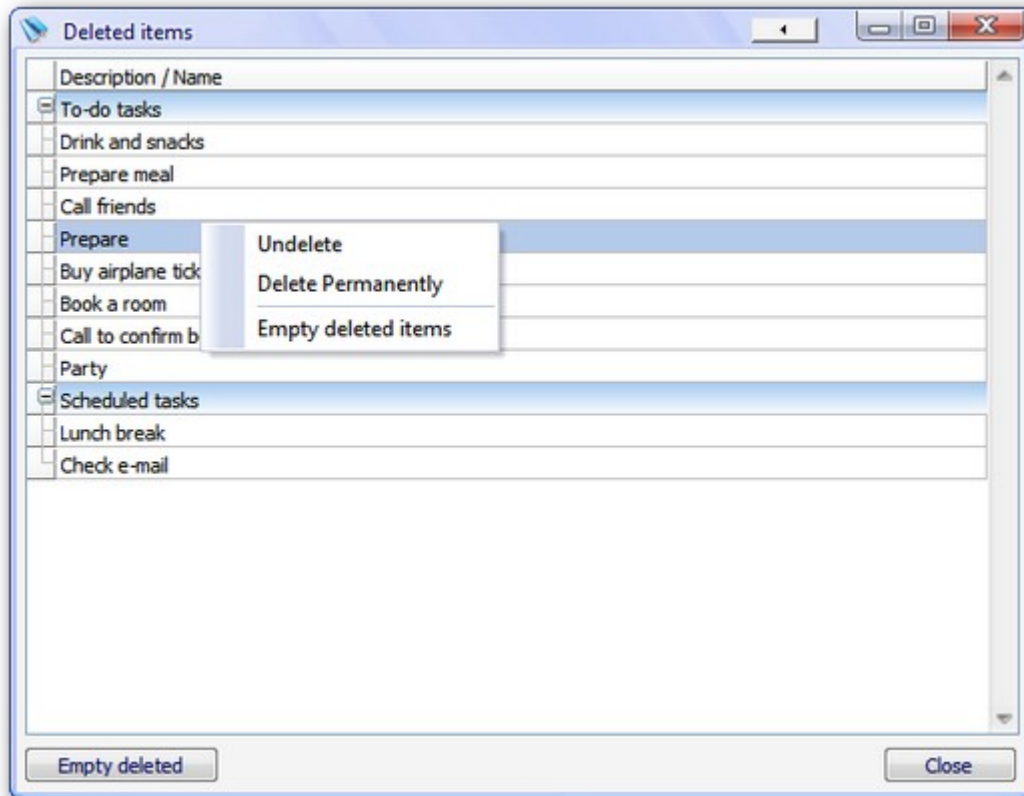 Deleted items
Description / Name
To-do tasks
Drink and snacks
Prepare meal
Call friends
Prepare
Undelete
Buy airplane
Delete Permanently
Book a room
Empty deleted items
Call to confirm
Party
Scheduled tasks
Lunch break
Check e-mail
Empty deleted
Close